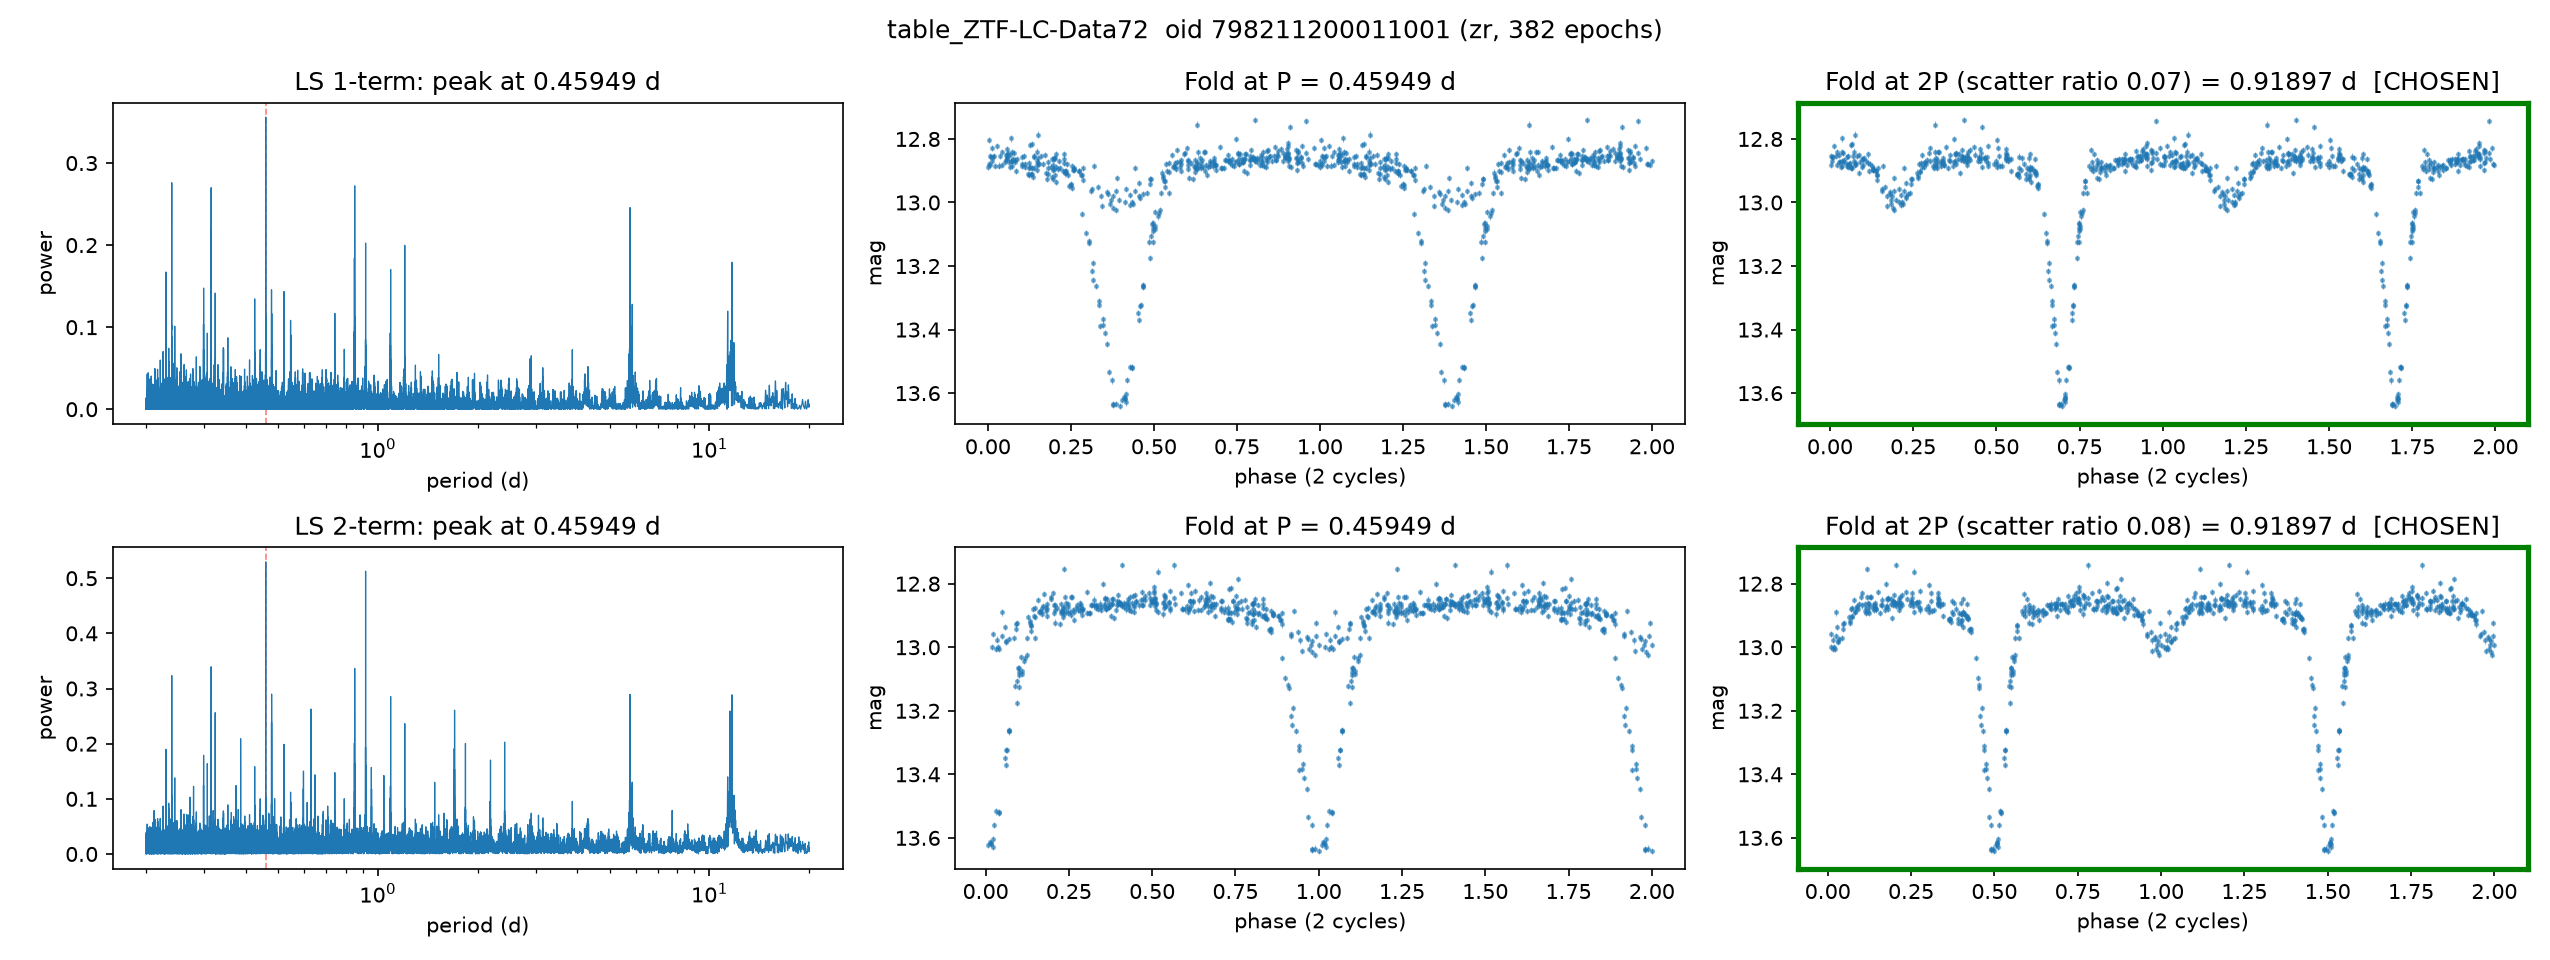 table_ZTF-LC-Data72  oid 798211200011001 (zr, 382 epochs)
LS 1-term: peak at 0.45949 d
Fold at P = 0.45949 d
Fold at 2P (scatter ratio 0.07) = 0.91897 d  [CHOSEN]
power
0.3
0.2
0.1
0.0
10⁰
10¹
period (d)
mag
12.8
13.0
13.2
13.4
13.6
0.00 0.25 0.50 0.75 1.00 1.25 1.50 1.75 2.00
phase (2 cycles)
mag
12.8
13.0
13.2
13.4
13.6
0.00 0.25 0.50 0.75 1.00 1.25 1.50 1.75 2.00
phase (2 cycles)
LS 2-term: peak at 0.45949 d
Fold at P = 0.45949 d
Fold at 2P (scatter ratio 0.08) = 0.91897 d  [CHOSEN]
power
0.5
0.4
0.3
0.2
0.1
0.0
10⁰
10¹
period (d)
mag
12.8
13.0
13.2
13.4
13.6
0.00 0.25 0.50 0.75 1.00 1.25 1.50 1.75 2.00
phase (2 cycles)
mag
12.8
13.0
13.2
13.4
13.6
0.00 0.25 0.50 0.75 1.00 1.25 1.50 1.75 2.00
phase (2 cycles)